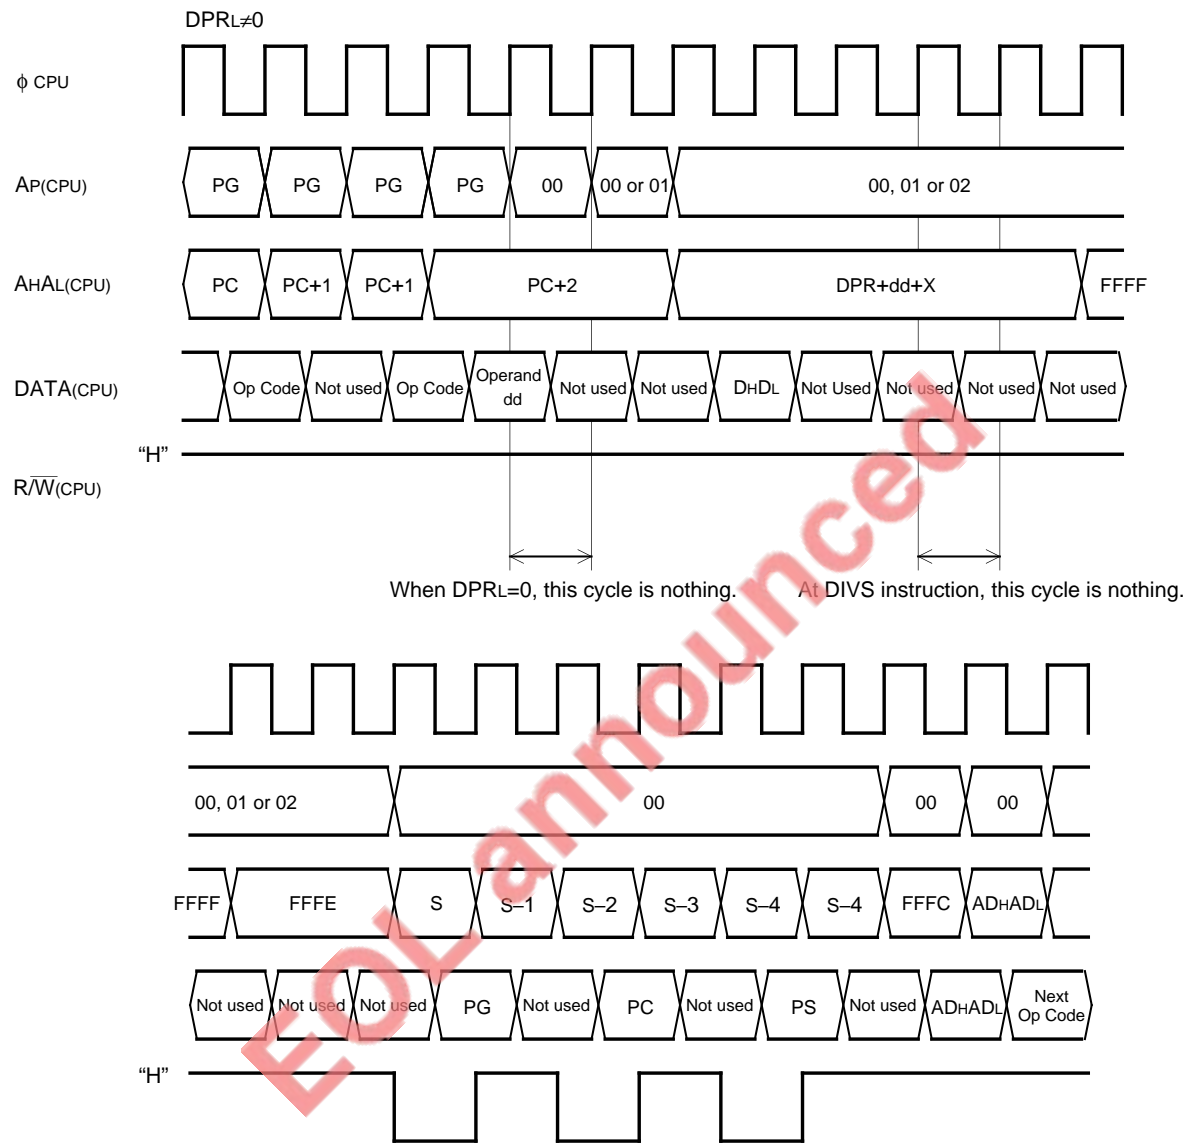 DPRL≠0
ϕ CPU
AP(CPU)
PG PG PG PG 00 00 or 01 00, 01 or 02
AHAL(CPU)
PC PC+1 PC+1 PC+2 DPR+dd+X FFFF
DATA(CPU)
Op Code Not used Op Code Operand dd Not used Not used DHDL Not Used Not used Not used Not used
“H”
R/W̅(CPU)
When DPRL=0, this cycle is nothing.
At DIVS instruction, this cycle is nothing.
00, 01 or 02 00 00 00
FFFF FFFE S S–1 S–2 S–3 S–4 S–4 FFFC ADHADL
Not used Not used Not used PG Not used PC Not used PS Not used ADHADL Next Op Code
“H”
EOL announced